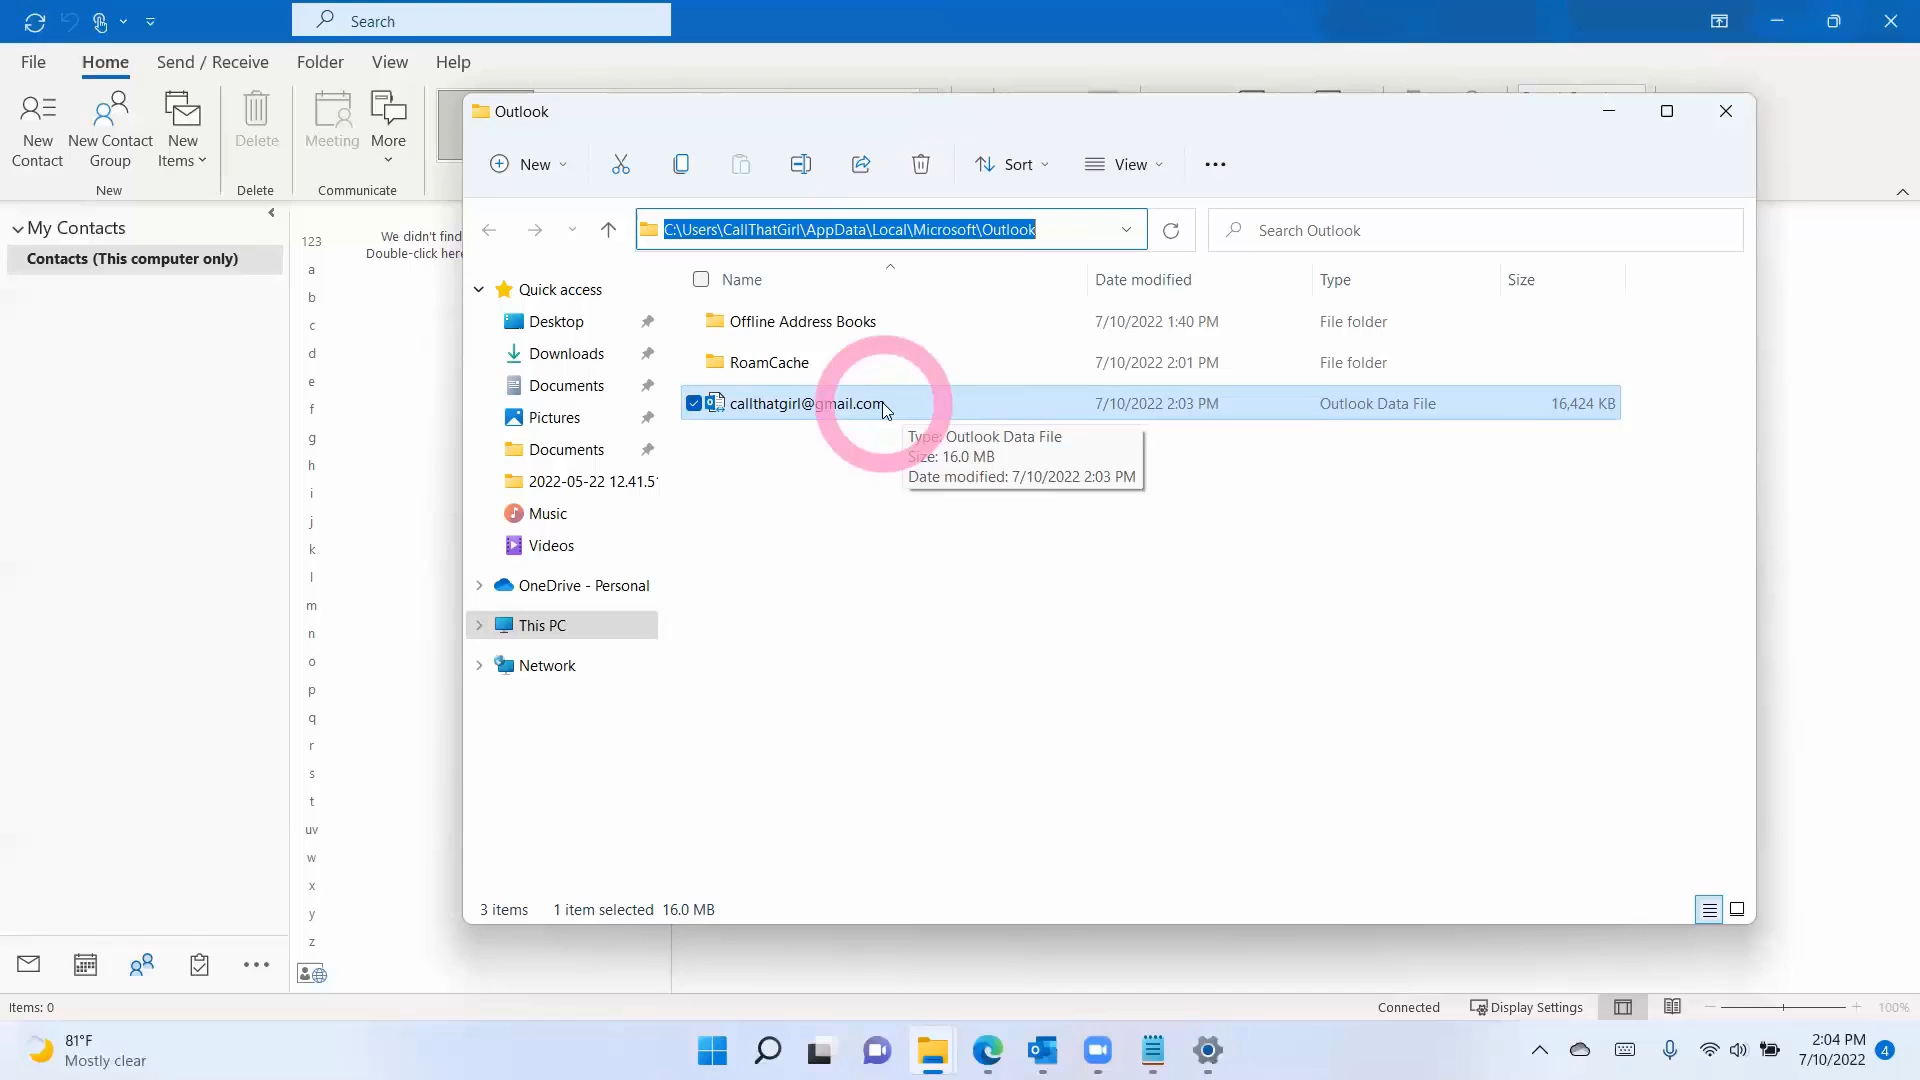 Search
File Home Send / Receive Folder View Help
New Contact
New Contact Group
New Items
Delete
Meeting
More
New Delete Communicate
My Contacts
Contacts (This computer only)
123
We didn't find
Double-click here
a
b
c
d
e
f
g
h
i
j
k
l
m
n
o
p
q
r
s
t
uv
w
x
y
z
Outlook
New Sort View
C:\Users\CallThatGirl\AppData\Local\Microsoft\Outlook
Search Outlook
Name Date modified Type Size
Quick access
Desktop
Downloads
Documents
Pictures
Documents
2022-05-22 12.41.5
Music
Videos
OneDrive - Personal
This PC
Network
Offline Address Books 7/10/2022 1:40 PM File folder
RoamCache 7/10/2022 2:01 PM File folder
callthatgirl@gmail.com 7/10/2022 2:03 PM Outlook Data File 16,424 KB
Type: Outlook Data File
Size: 16.0 MB
Date modified: 7/10/2022 2:03 PM
3 items 1 item selected 16.0 MB
Items: 0 Connected Display Settings 100%
81°F
Mostly clear
2:04 PM
7/10/2022
4